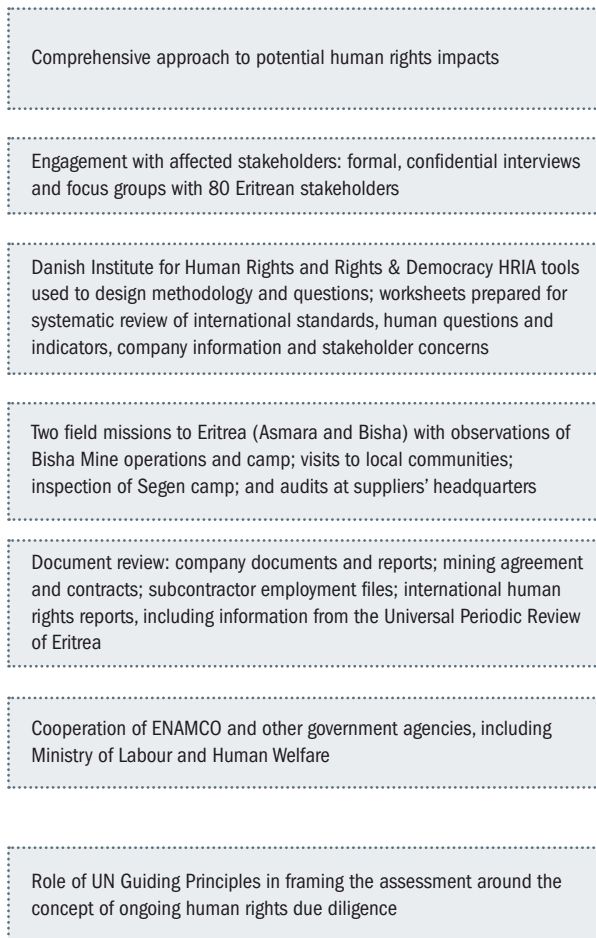 Comprehensive approach to potential human rights impacts
Engagement with affected stakeholders: formal, confidential interviews
and focus groups with 80 Eritrean stakeholders
Danish Institute for Human Rights and Rights & Democracy HRIA tools
used to design methodology and questions; worksheets prepared for
systematic review of international standards, human questions and
indicators, company information and stakeholder concerns
Two field missions to Eritrea (Asmara and Bisha) with observations of
Bisha Mine operations and camp; visits to local communities;
inspection of Segen camp; and audits at suppliers’ headquarters
Document review: company documents and reports; mining agreement
and contracts; subcontractor employment files; international human
rights reports, including information from the Universal Periodic Review
of Eritrea
Cooperation of ENAMCO and other government agencies, including
Ministry of Labour and Human Welfare
Role of UN Guiding Principles in framing the assessment around the
concept of ongoing human rights due diligence